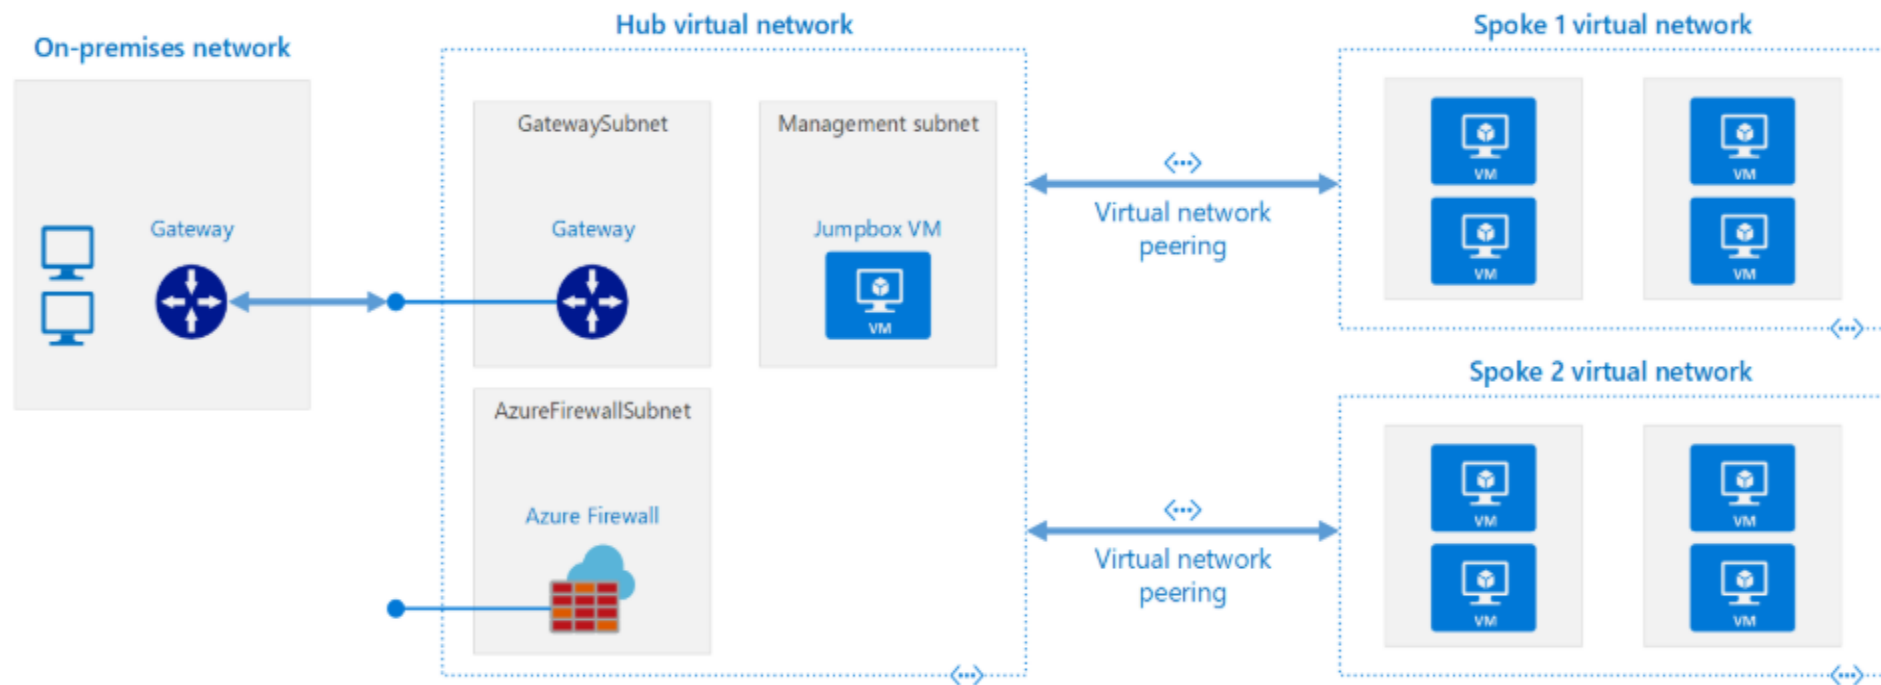 On-premises network
Gateway
Hub virtual network
GatewaySubnet
Gateway
Management subnet
Jumpbox VM
VM
AzureFirewallSubnet
Azure Firewall
Virtual network
peering
Virtual network
peering
Spoke 1 virtual network
VM
VM
VM
VM
Spoke 2 virtual network
VM
VM
VM
VM